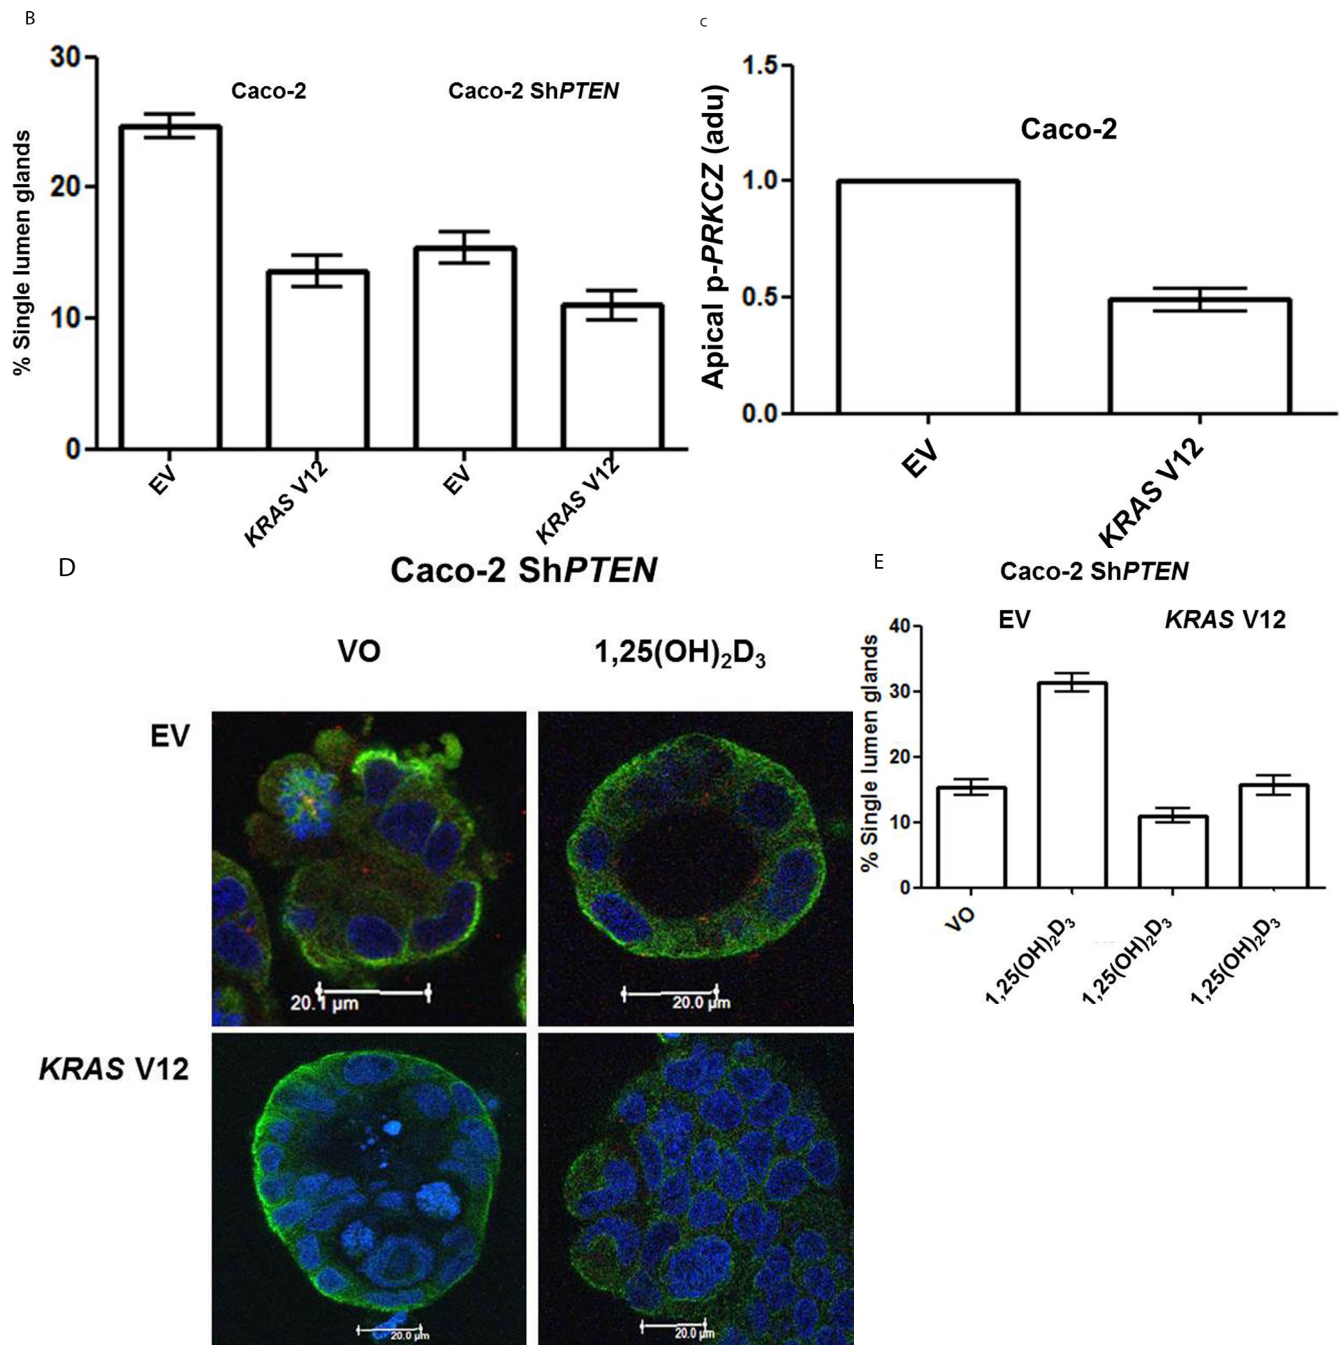 B
30
20
10
0
% Single lumen glands
Caco-2
Caco-2 ShPTEN
EV
KRAS V12
EV
KRAS V12
C
1.5
1.0
0.5
0.0
Apical p-PRKCZ (adu)
Caco-2
EV
KRAS V12
D
Caco-2 ShPTEN
VO
1,25(OH)₂D₃
EV
20.1 µm
20.0 µm
KRAS V12
20.0 µm
20.0 µm
E
Caco-2 ShPTEN
EV
KRAS V12
40
30
20
10
0
% Single lumen glands
VO
1,25(OH)₂D₃
1,25(OH)₂D₃
1,25(OH)₂D₃